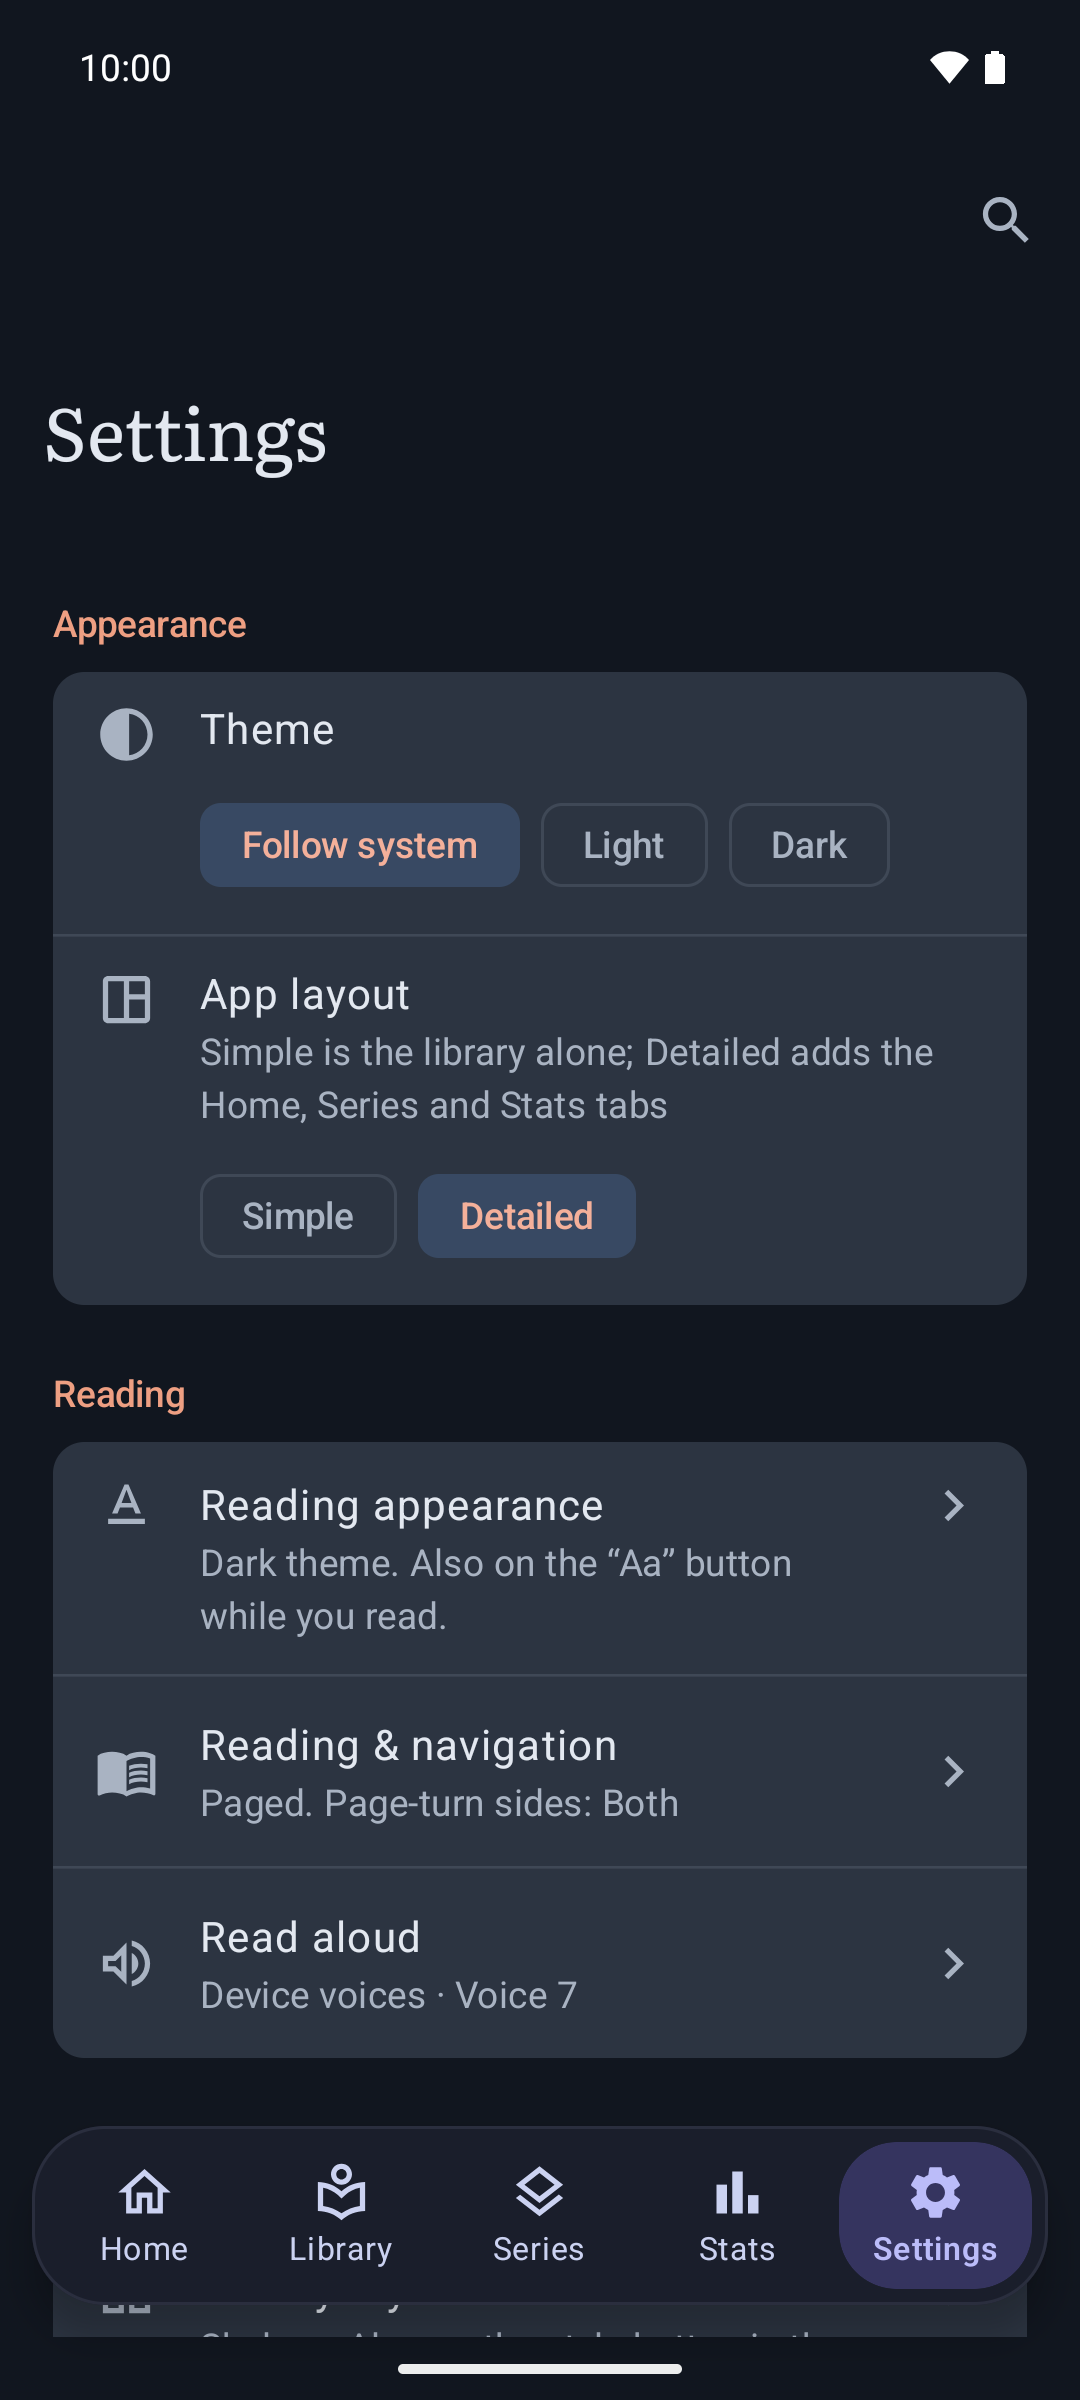 10:00
Settings
Appearance
Theme
Follow system
Light
Dark
App layout
Simple is the library alone; Detailed adds the
Home, Series and Stats tabs
Simple
Detailed
Reading
Reading appearance
Dark theme. Also on the “Aa” button
while you read.
Reading & navigation
Paged. Page-turn sides: Both
Read aloud
Device voices · Voice 7
Home
Library
Series
Stats
Settings